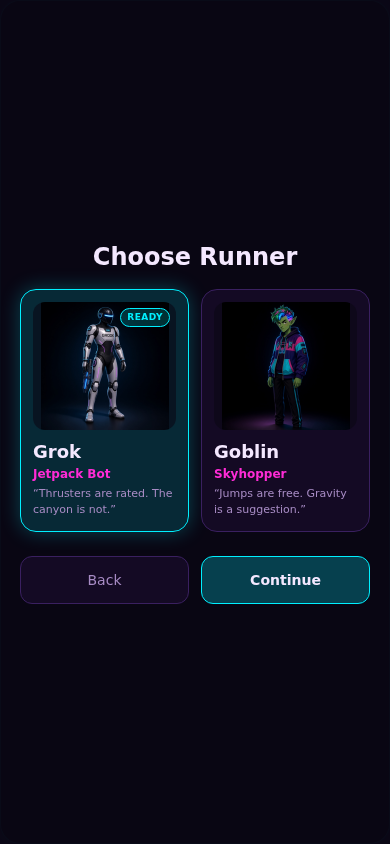 Choose Runner
READY
Grok
Jetpack Bot
“Thrusters are rated. The
canyon is not.”
Goblin
Skyhopper
“Jumps are free. Gravity
is a suggestion.”
Back
Continue